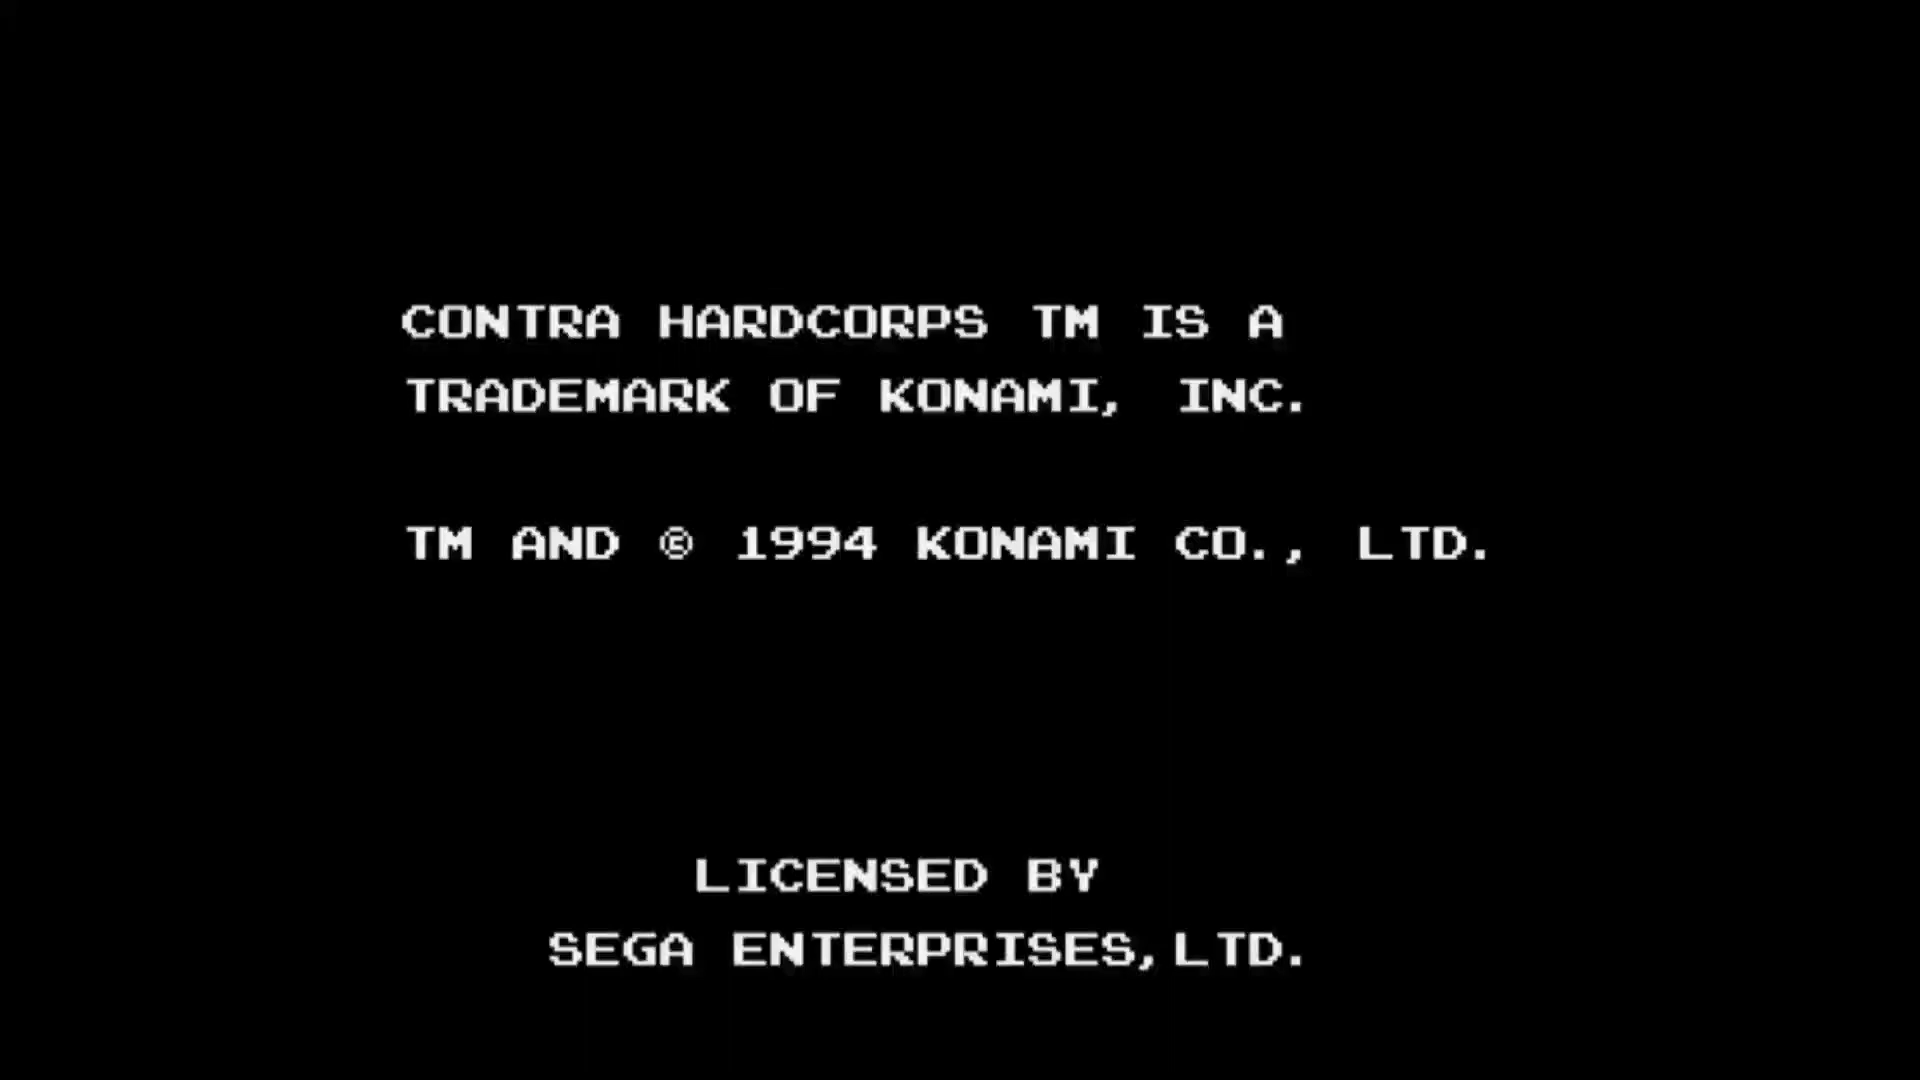 CONTRA HARDCORPS TM IS A
TRADEMARK OF KONAMI, INC.
TM AND © 1994 KONAMI CO., LTD.
LICENSED BY
SEGA ENTERPRISES,LTD.